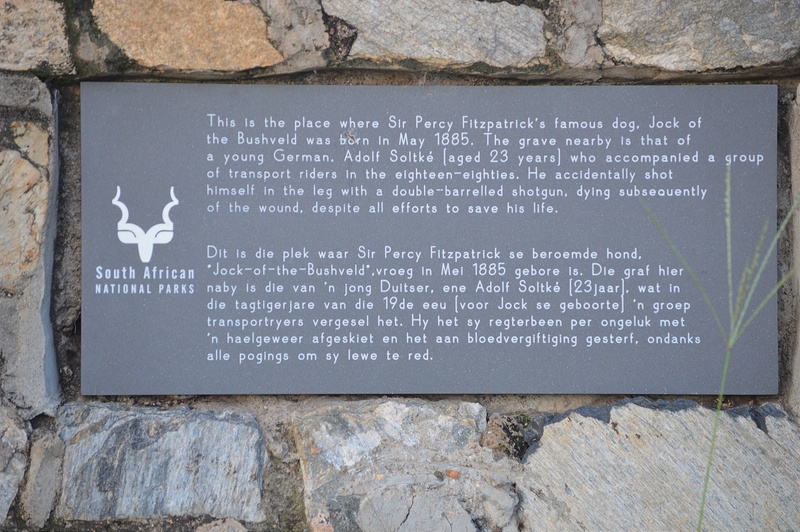 This is the place where Sir Percy Fitzpatrick's famous dog, Jock of
the Bushveld was born in May 1885. The grave nearby is that of
a young German, Adolf Soltké [aged 23 years] who accompanied a group
of transport riders in the eighteen-eighties. He accidentally shot
himself in the leg with a double-barrelled shotgun, dying subsequently
of the wound, despite all efforts to save his life.
South African
NATIONAL PARKS
Dit is die plek waar Sir Percy Fitzpatrick se beroemde hond,
"Jock-of-the-Bushveld",vroeg in Mei 1885 gebore is. Die graf hier
naby is die van 'n jong Duitser, ene Adolf Soltké [23jaar], wat in
die tagtigerjare van die 19de eeu [voor Jock se geboorte] 'n groep
transportryers vergesel het. Hy het sy regterbeen per ongeluk met
'n haelgeweer afgeskiet en het aan bloedvergiftiging gesterf, ondanks
alle pogings om sy lewe te red.